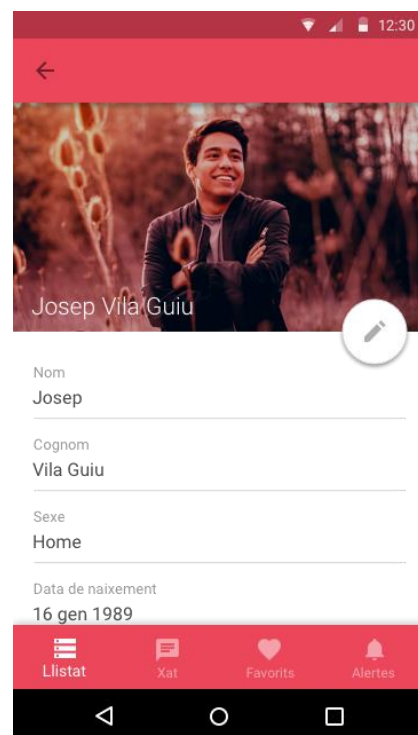 12:30
Josep Vila Guiu
Nom
Josep
Cognom
Vila Guiu
Sexe
Home
Data de naixement
16 gen 1989
Llistat Xat Favorits Alertes